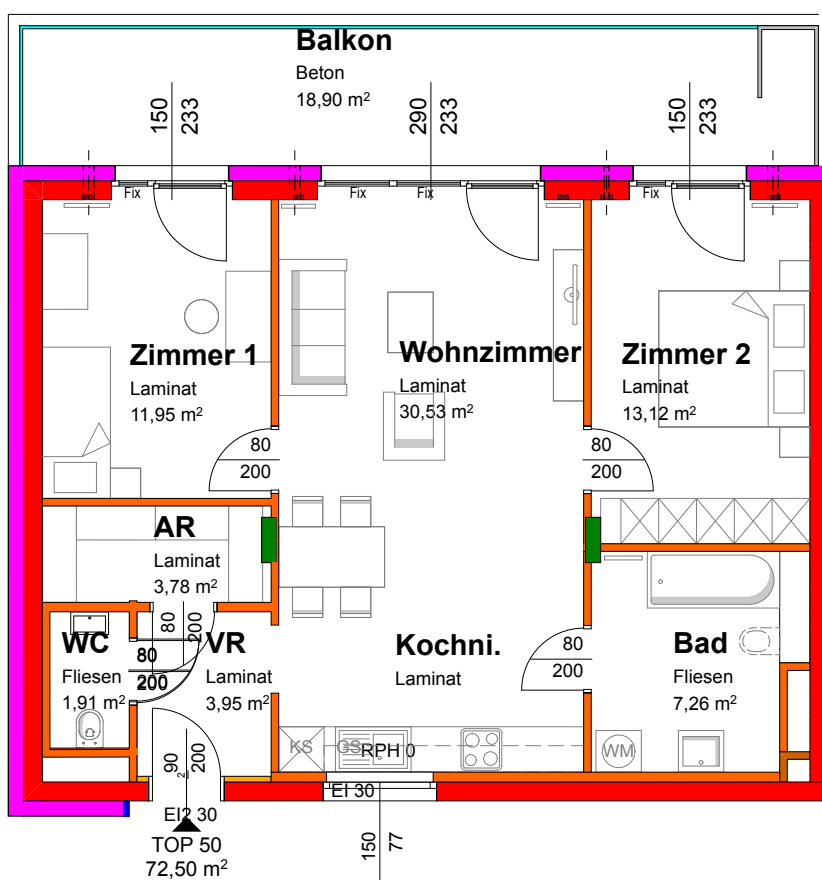 Balkon
Beton
18,90 m²
150
233
290
233
150
233
Fix
Fix
Fix
Fix
Zimmer 1
Laminat
11,95 m²
Wohnzimmer
Laminat
30,53 m²
Zimmer 2
Laminat
13,12 m²
80
200
80
200
AR
Laminat
3,78 m²
80
200
WC
Fliesen
1,91 m²
80
200
VR
Laminat
3,95 m²
Kochni.
Laminat
80
200
Bad
Fliesen
7,26 m²
KS
GS
RPH 0
WM
90
200
EI 30
EI2 30
TOP 50
72,50 m²
150
77